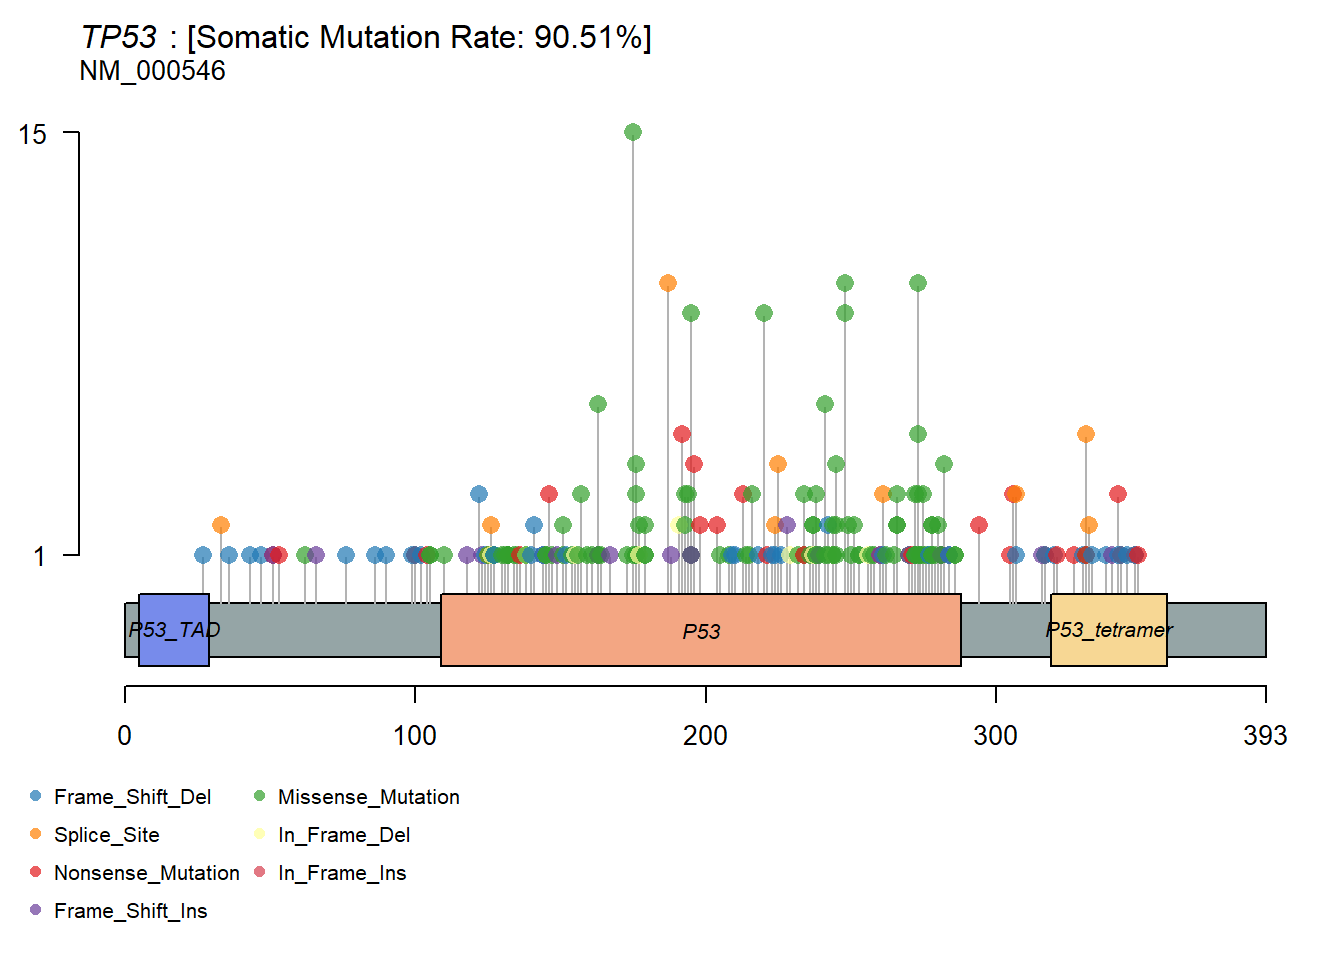 TP53 : [Somatic Mutation Rate: 90.51%]
NM_000546
15
1
P53_TAD
P53
P53_tetramer
0 100 200 300 393
Frame_Shift_Del Missense_Mutation
Splice_Site In_Frame_Del
Nonsense_Mutation In_Frame_Ins
Frame_Shift_Ins